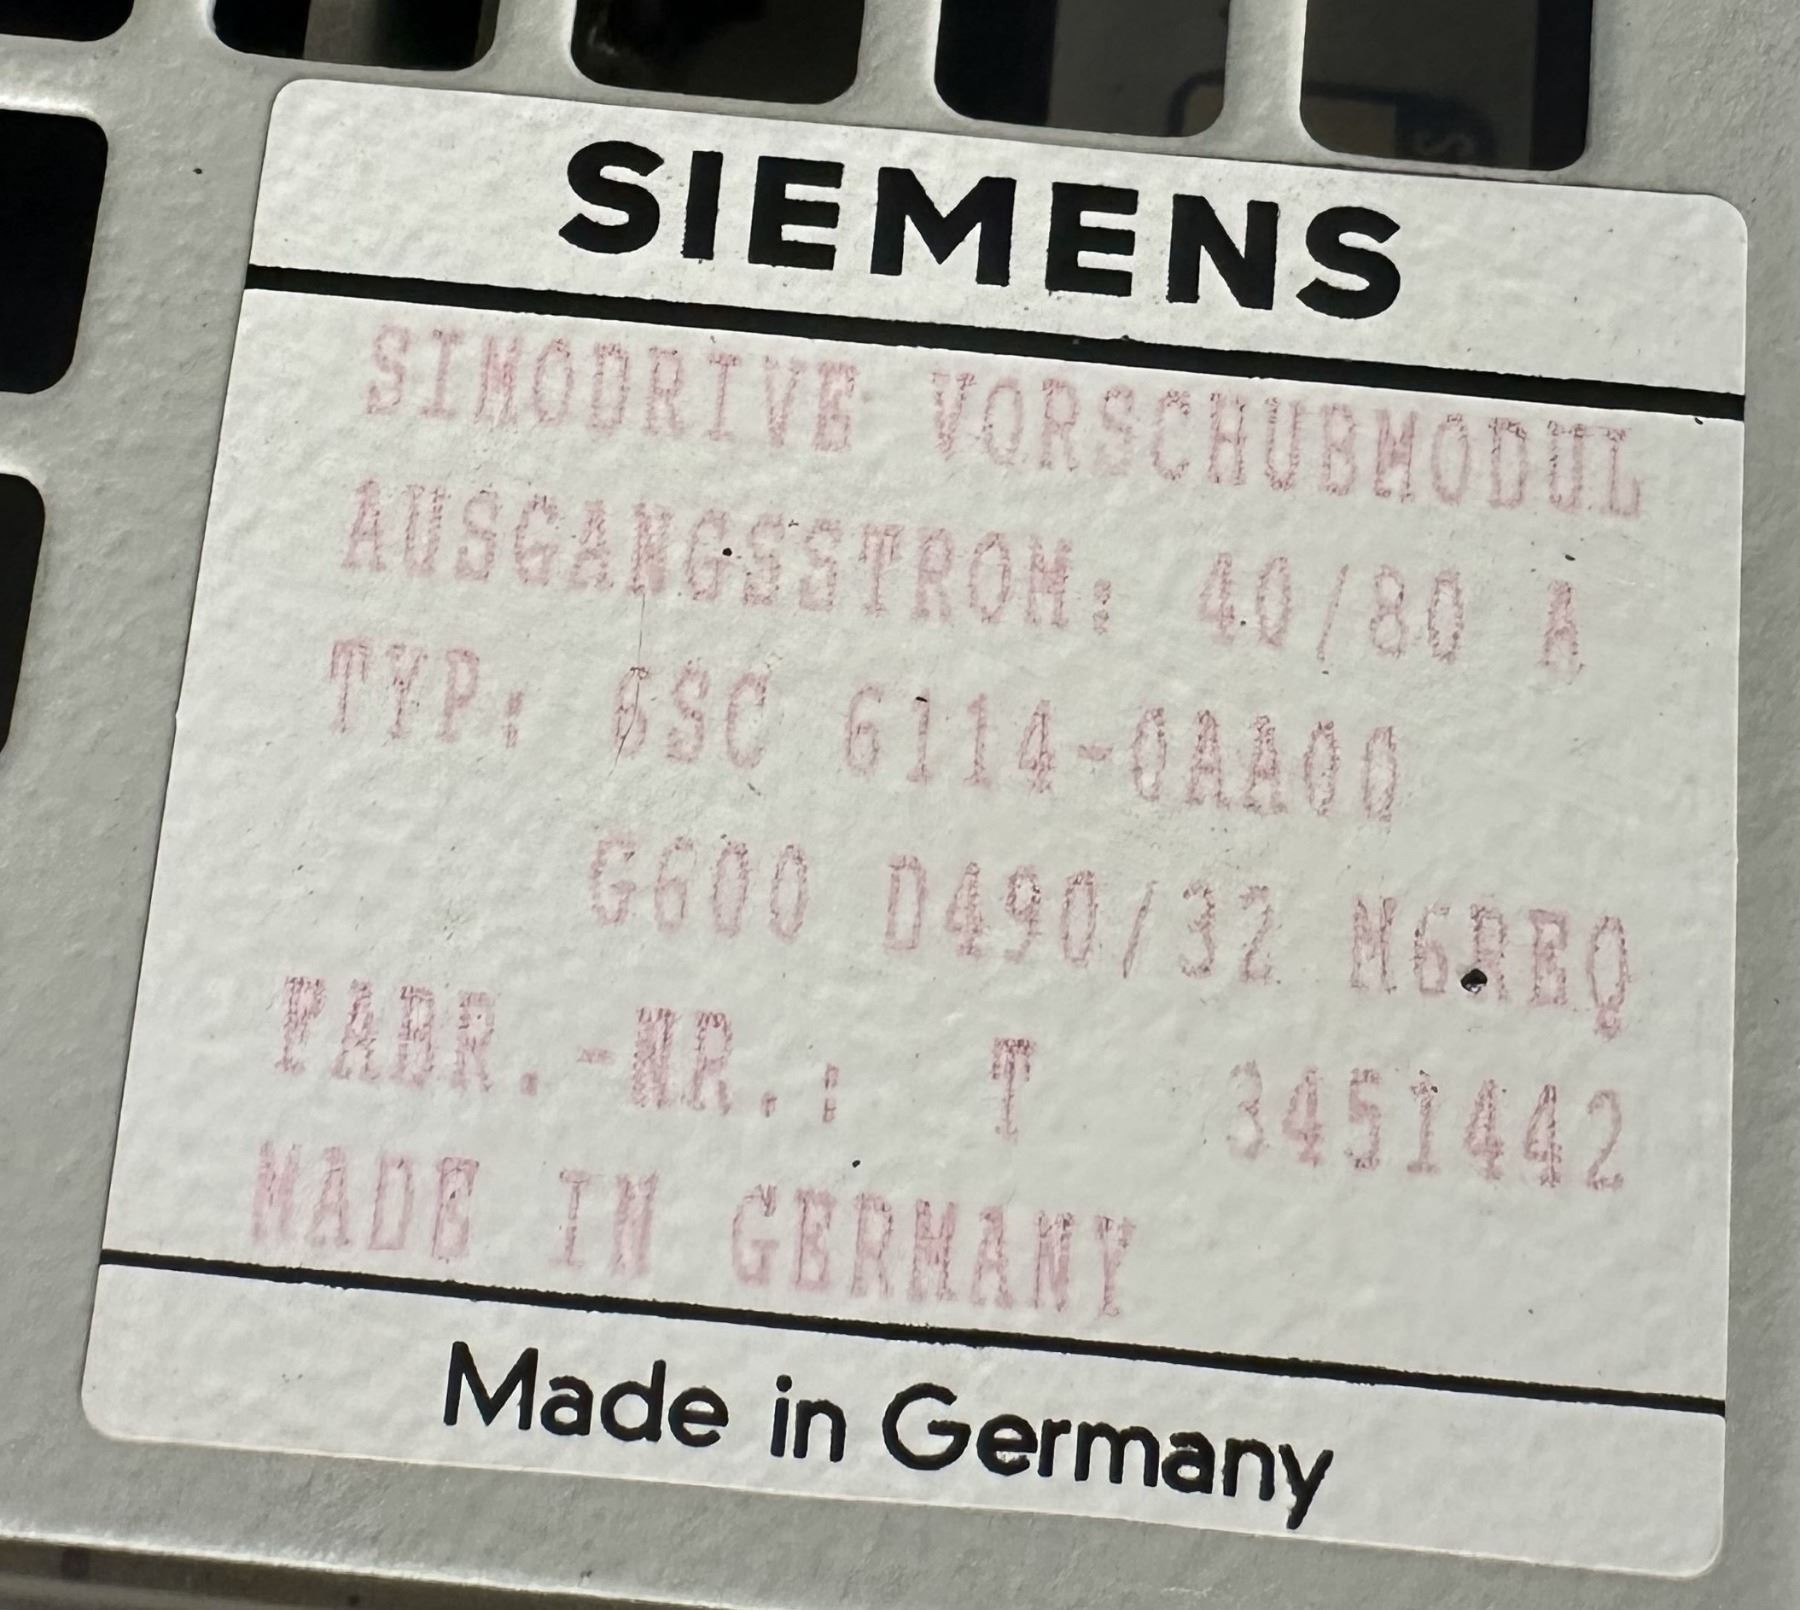 SIEMENS
SIMODRIVE VORSCHUBMODUL
AUSGANGSSTROM: 40/80 A
TYP: 6SC 6114-0AA00
G600 D490/32 M6RBQ
FABR.-NR.: T 3451442
MADE IN GERMANY
Made in Germany